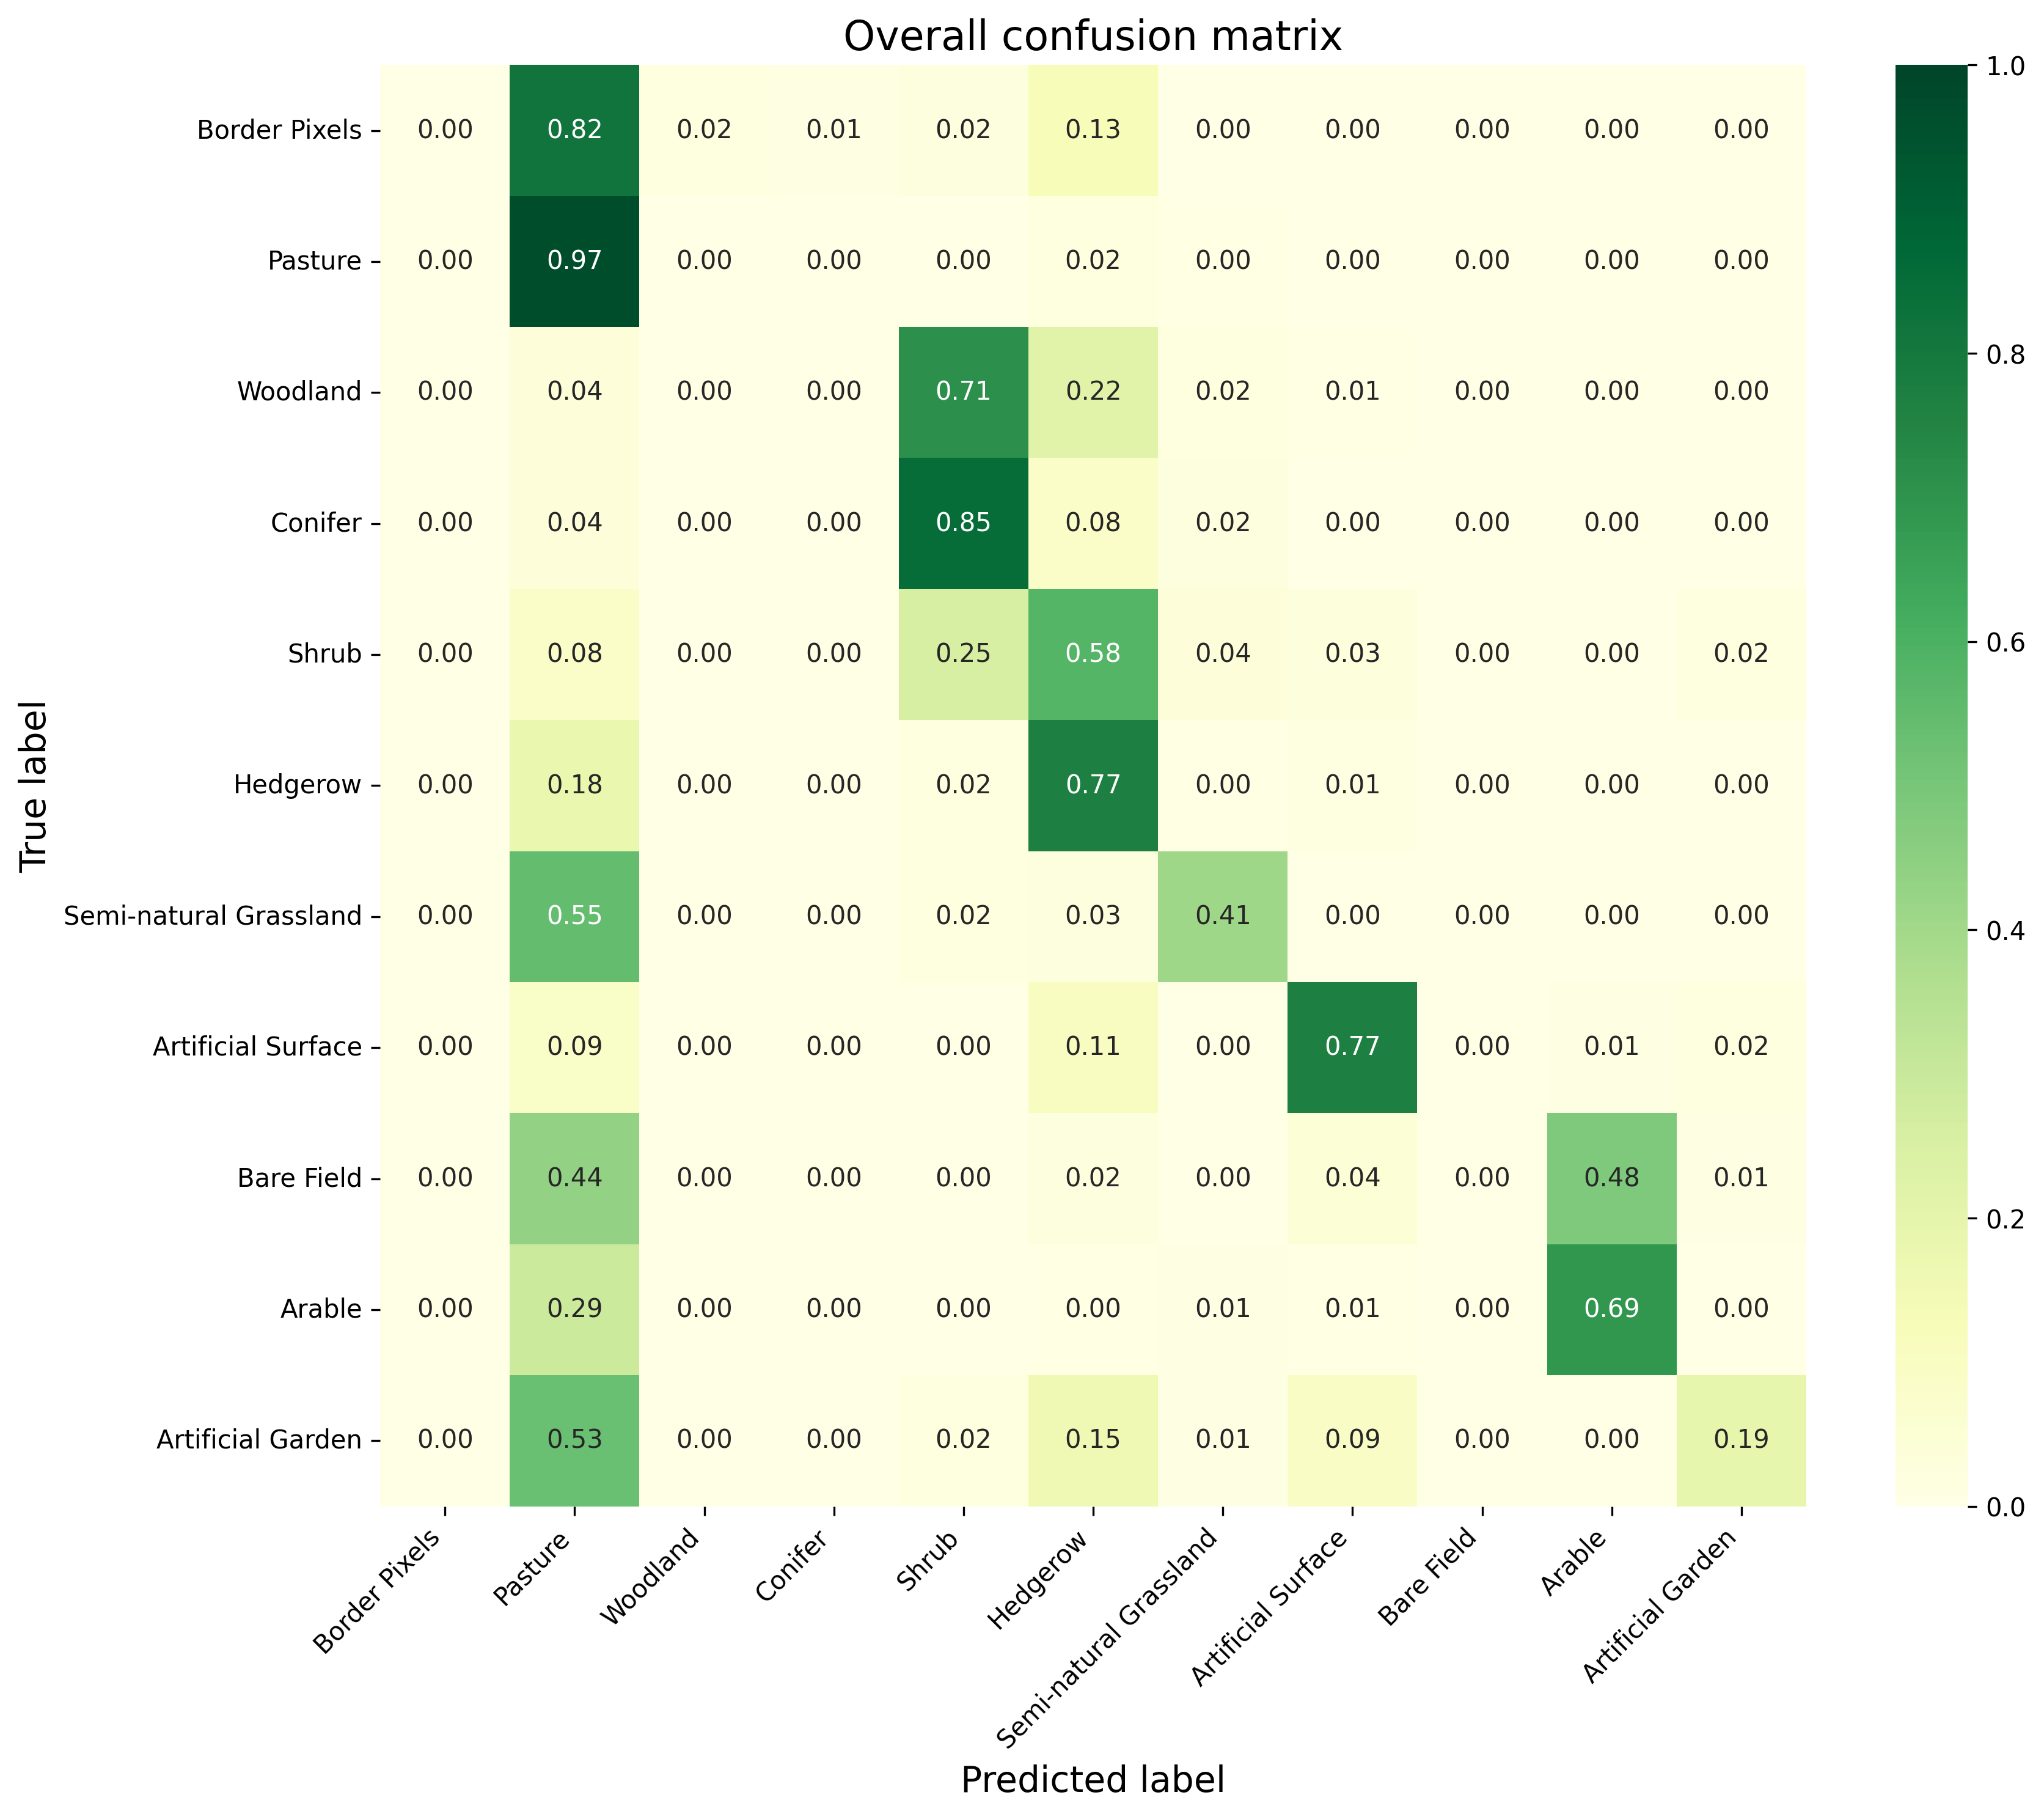 Overall confusion matrix
Border Pixels 0.00 0.82 0.02 0.01 0.02 0.13 0.00 0.00 0.00 0.00 0.00
Pasture 0.00 0.97 0.00 0.00 0.00 0.02 0.00 0.00 0.00 0.00 0.00
Woodland 0.00 0.04 0.00 0.00 0.71 0.22 0.02 0.01 0.00 0.00 0.00
Conifer 0.00 0.04 0.00 0.00 0.85 0.08 0.02 0.00 0.00 0.00 0.00
Shrub 0.00 0.08 0.00 0.00 0.25 0.58 0.04 0.03 0.00 0.00 0.02
Hedgerow 0.00 0.18 0.00 0.00 0.02 0.77 0.00 0.01 0.00 0.00 0.00
Semi-natural Grassland 0.00 0.55 0.00 0.00 0.02 0.03 0.41 0.00 0.00 0.00 0.00
Artificial Surface 0.00 0.09 0.00 0.00 0.00 0.11 0.00 0.77 0.00 0.01 0.02
Bare Field 0.00 0.44 0.00 0.00 0.00 0.02 0.00 0.04 0.00 0.48 0.01
Arable 0.00 0.29 0.00 0.00 0.00 0.00 0.01 0.01 0.00 0.69 0.00
Artificial Garden 0.00 0.53 0.00 0.00 0.02 0.15 0.01 0.09 0.00 0.00 0.19
True label
Border Pixels
Pasture
Woodland
Conifer
Shrub
Hedgerow
Semi-natural Grassland
Artificial Surface
Bare Field
Arable
Artificial Garden
Predicted label
1.0
0.8
0.6
0.4
0.2
0.0